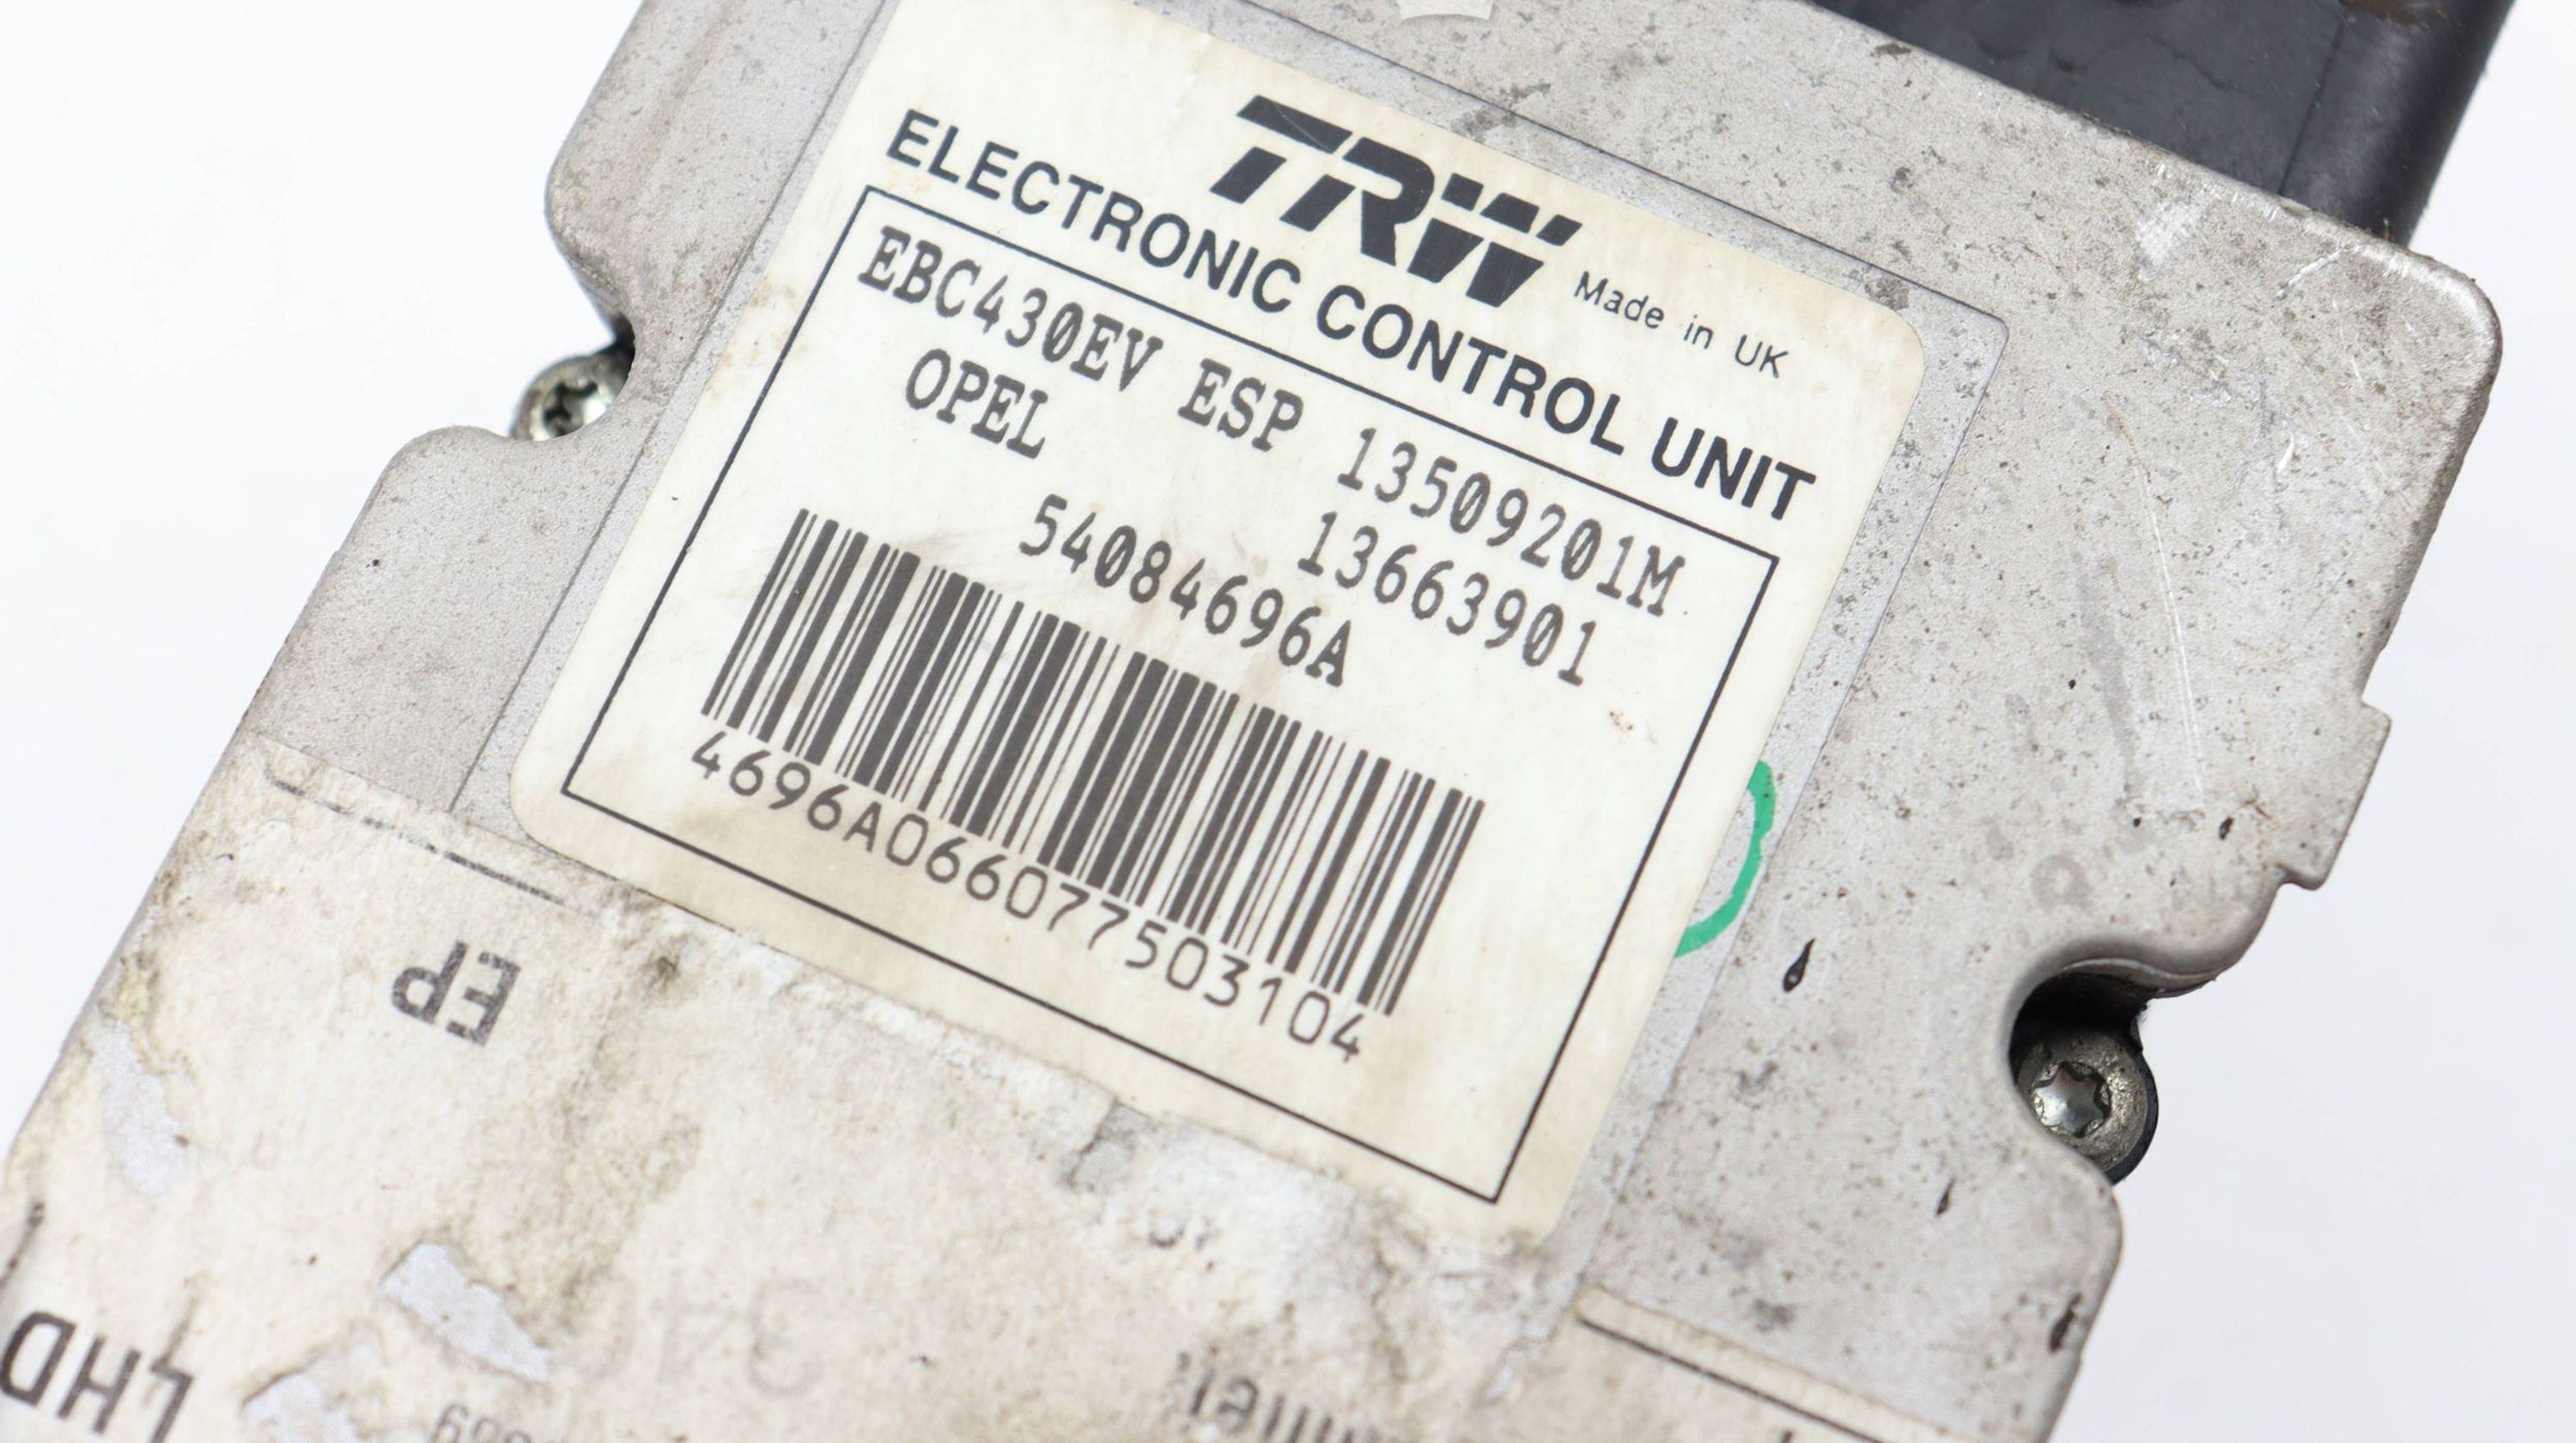 TRW
Made in UK
ELECTRONIC CONTROL UNIT
EBC430EV ESP 13509201M
OPEL 13663901
54084696A
4696A066077503104
EP
LHD